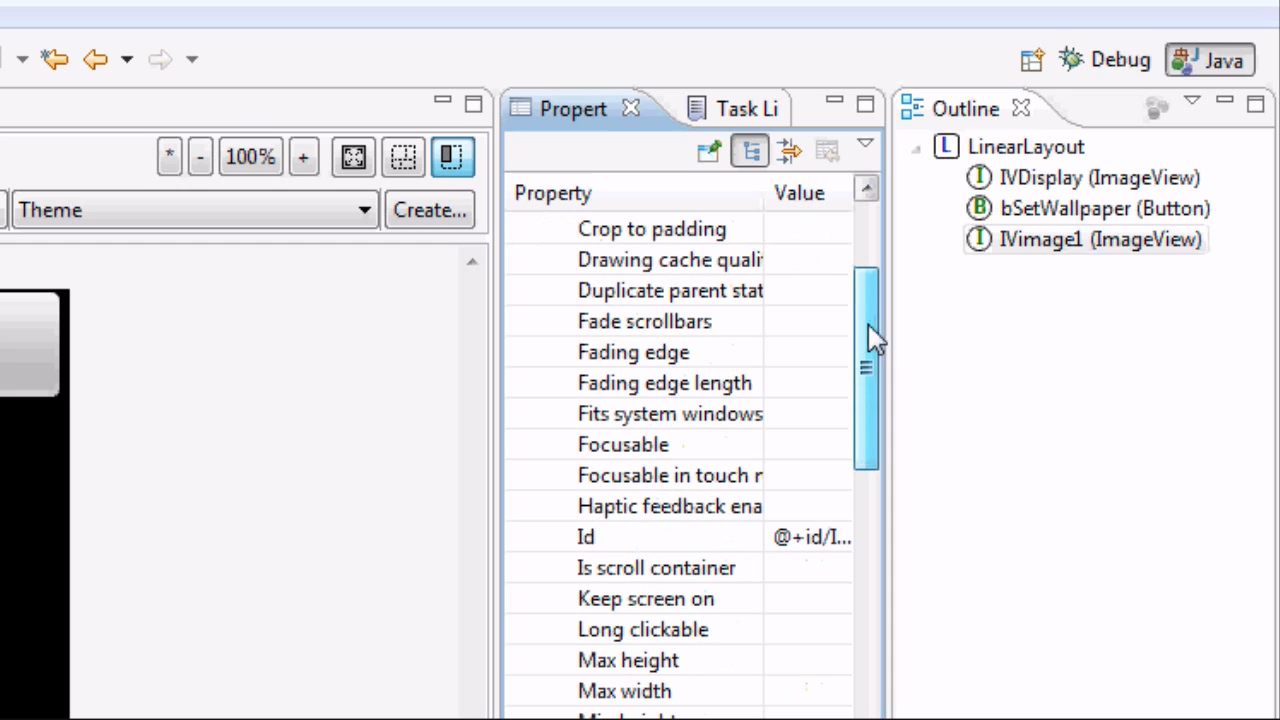 Debug
Java
Propert
Task Li
Outline
*
-
100%
+
Theme
Create...
Property Value
Crop to padding
Drawing cache quali
Duplicate parent stat
Fade scrollbars
Fading edge
Fading edge length
Fits system windows
Focusable
Focusable in touch
Haptic feedback ena
Id @+id/I...
Is scroll container
Keep screen on
Long clickable
Max height
Max width
L LinearLayout
I IVDisplay (ImageView)
B bSetWallpaper (Button)
I IVimage1 (ImageView)